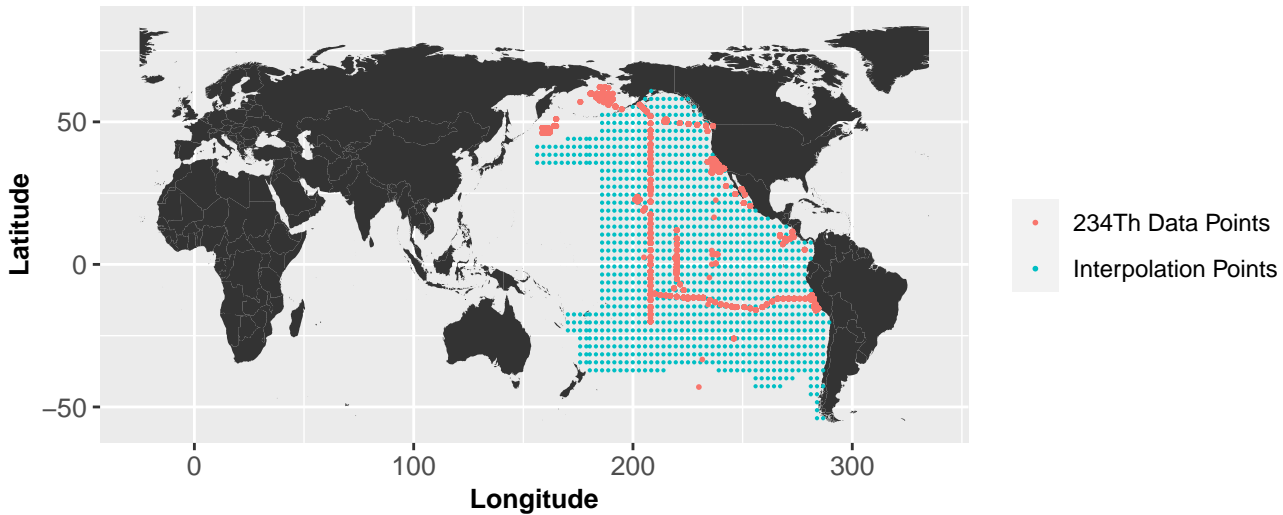 50
0
−50
Latitude
0
100
200
300
Longitude
234Th Data Points
Interpolation Points